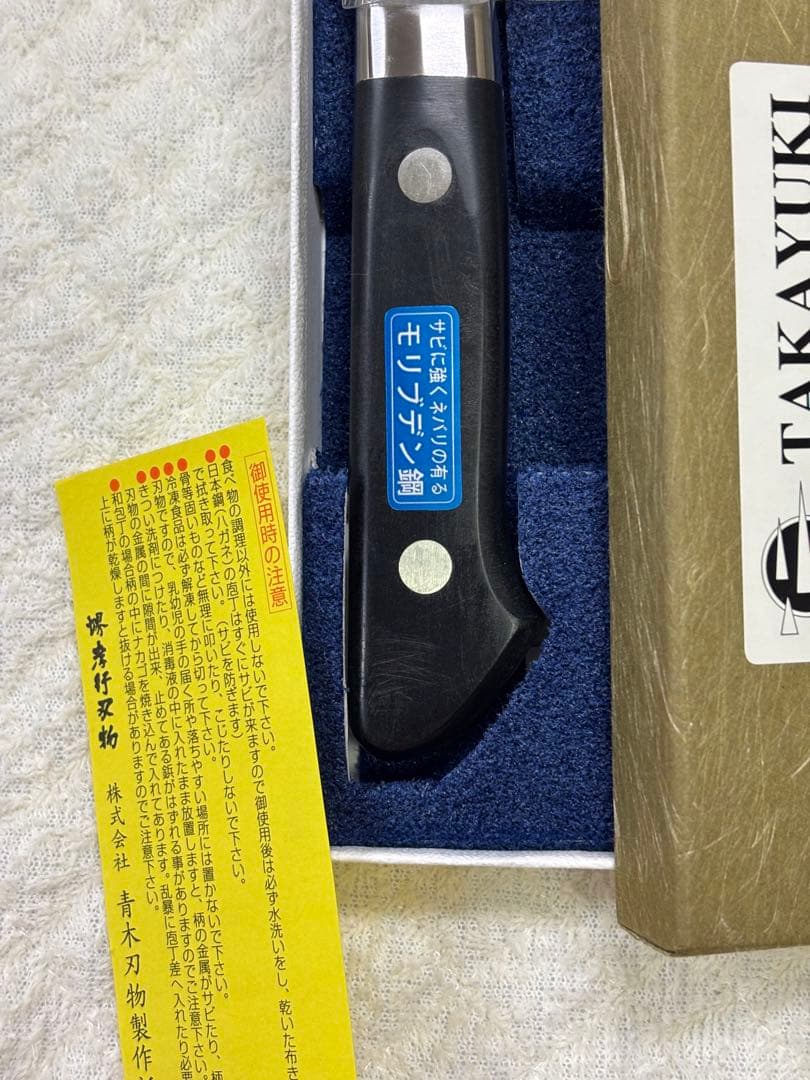 TAKAYUKI
サビに強くネバリの有る
モリブデン鋼
御使用時の注意
●食べ物の調理以外には使用しないで下さい。
●日本鋼(ハガネ)の庖丁はすぐにサビが来ますので御使用後は必ず水洗いをし、乾いた布き
で拭き取って下さい。(サビを防ぎます)
●骨等固いものなど無理に叩いたり、こじたりしないで下さい。
●冷凍食品は必ず解凍してから切って下さい。
●刃物ですので、乳幼児の手の届く所や落ちやすい場所には置かないで下さい。
●きつい洗剤につけたり、消毒液の中に入れたまま放置しますと、柄の金属がサビたり、柄
刃物の金属の間に隙間が出来、止めてある鋲がはずれる事がありますのでご注意下さい。
●和包丁の場合柄の中にナカゴを焼き込んで入れてあります。乱暴に庖丁差へ入れたり必要
上に柄が乾燥しますと抜ける場合がありますのでご注意下さい。
堺孝行刃物
株式会社 青木刃物製作